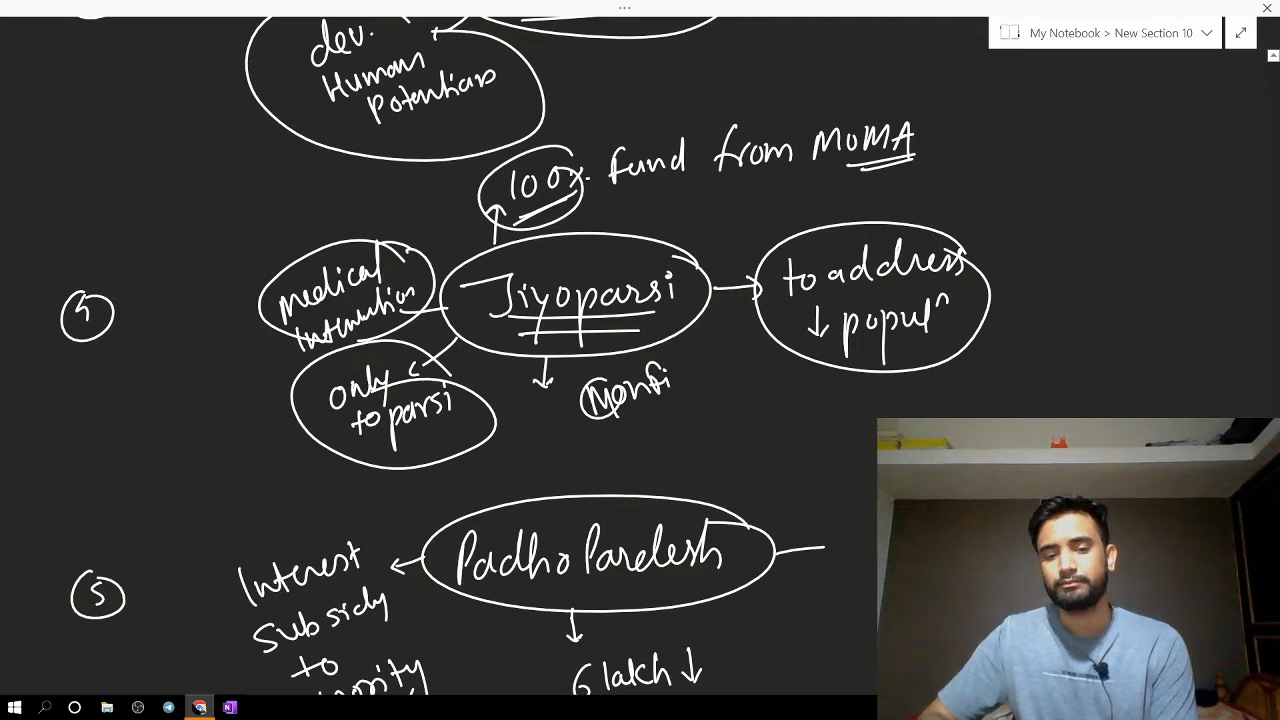 My Notebook > New Section 10
dev.
Human
Potentials
100%. fund from MoMA
4
medical
Intervention
Jiyoparsi
to address
↓ populⁿ
only
to parsi
5
Padho Pardesh
Interest
subsidy
to
6 lakh ↓